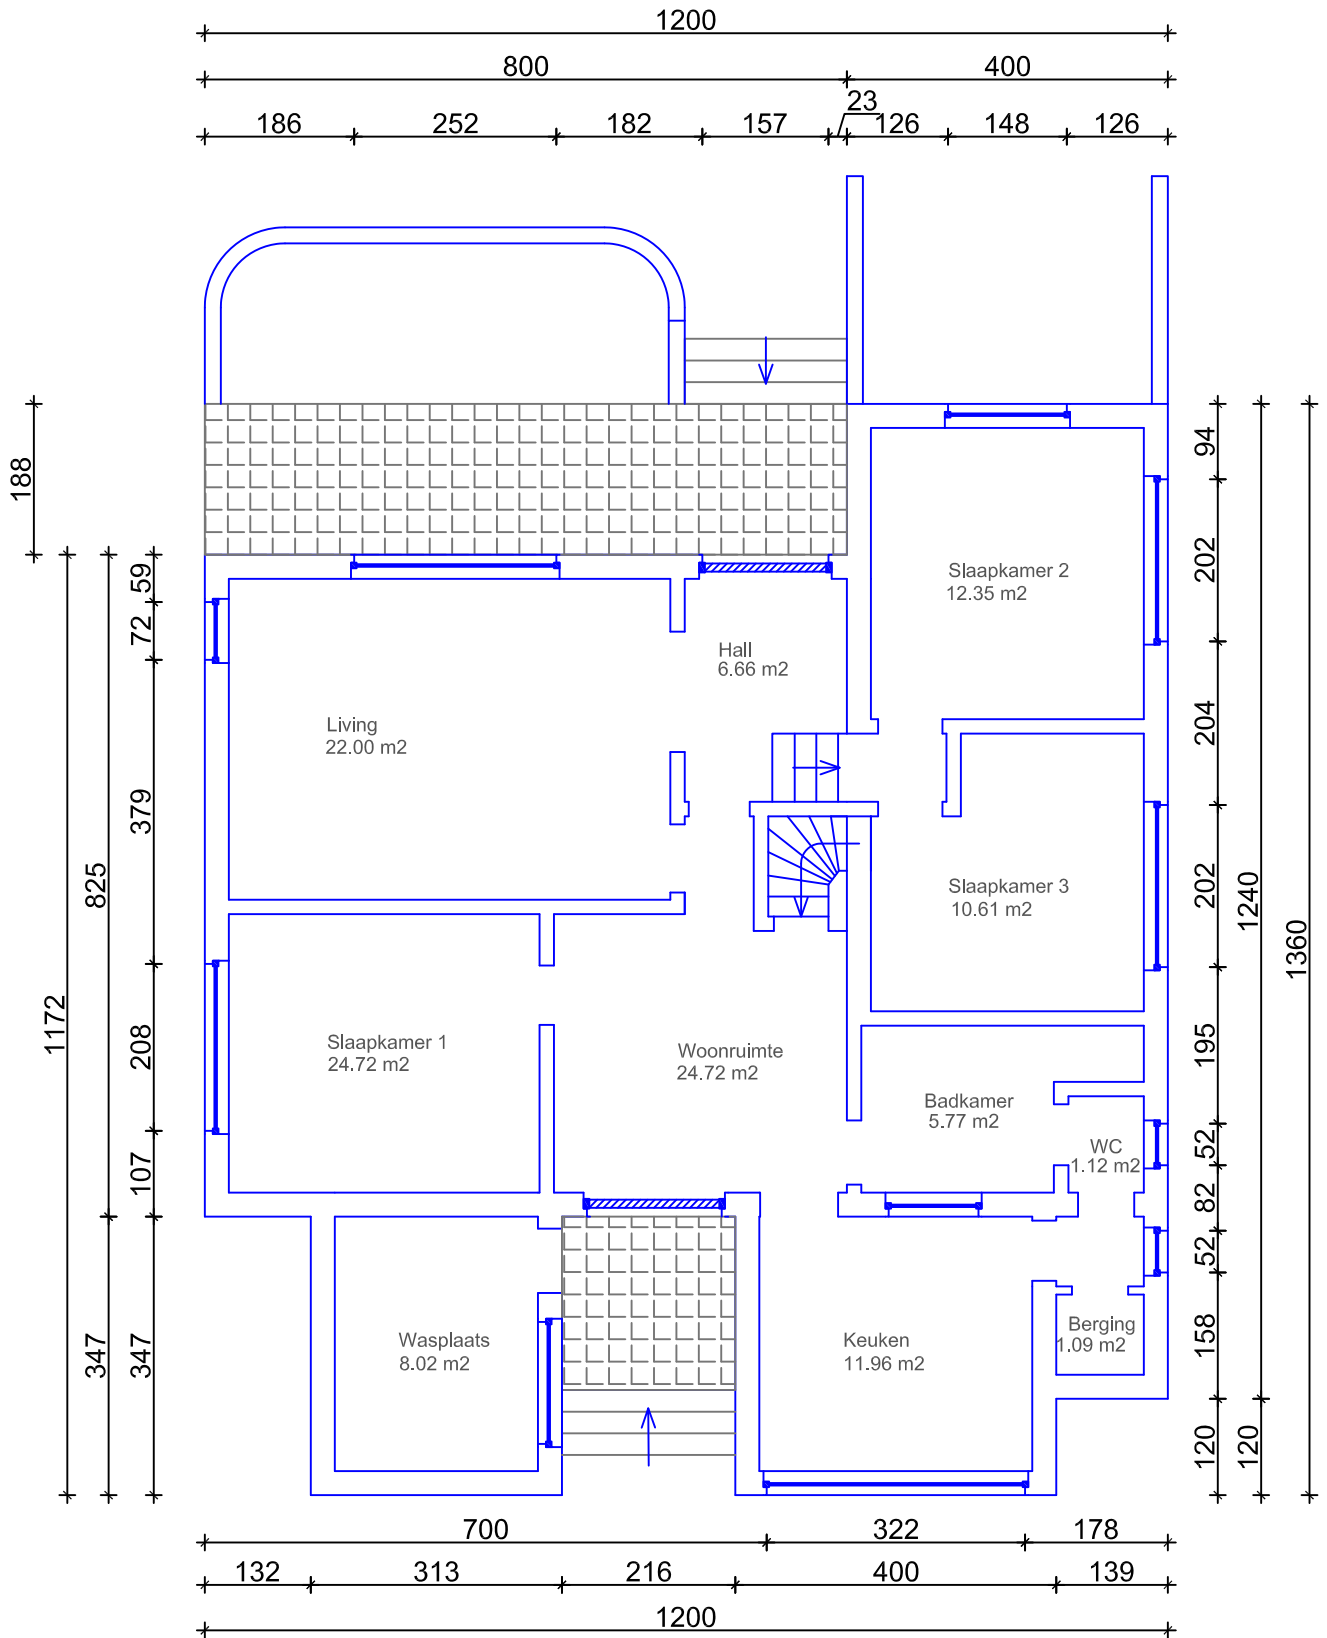 1200
800 400
23
186 252 182 157 126 148 126
188
94
59
202
Slaapkamer 2
12.35 m2
72
Hall
6.66 m2
204
Living
22.00 m2
379
825
202
1240
Slaapkamer 3
10.61 m2
1360
1172
208
Slaapkamer 1
24.72 m2
Woonruimte
24.72 m2
195
Badkamer
5.77 m2
WC
1.12 m2
52
107
82
52
Berging
1.09 m2
158
347
347
Wasplaats
8.02 m2
Keuken
11.96 m2
120
120
700 322 178
132 313 216 400 139
1200